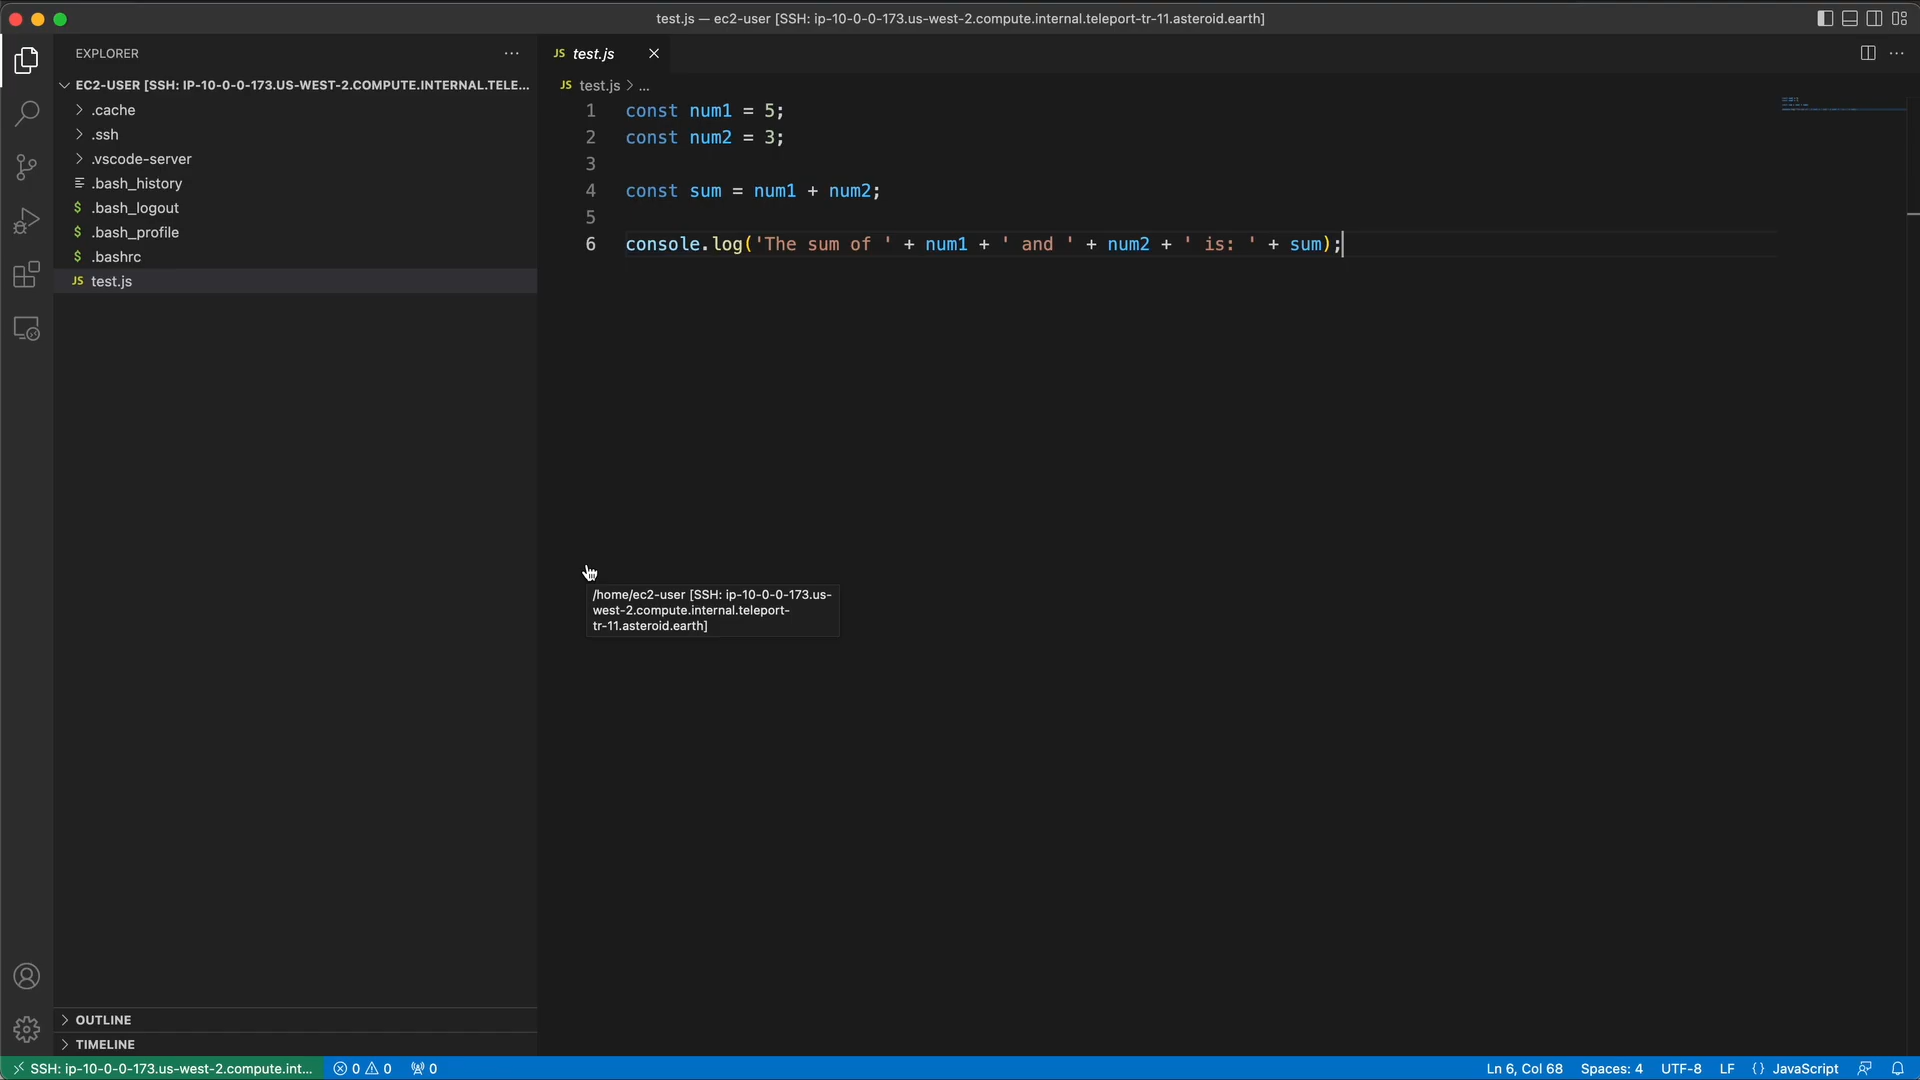 test.js — ec2-user [SSH: ip-10-0-0-173.us-west-2.compute.internal.teleport-tr-11.asteroid.earth]
EXPLORER
EC2-USER [SSH: IP-10-0-0-173.US-WEST-2.COMPUTE.INTERNAL.TELE...
.cache
.ssh
.vscode-server
.bash_history
$ .bash_logout
$ .bash_profile
$ .bashrc
JS test.js
OUTLINE
TIMELINE
JS test.js
JS test.js > ...
1 const num1 = 5;
2 const num2 = 3;
3
4 const sum = num1 + num2;
5
6 console.log('The sum of ' + num1 + ' and ' + num2 + ' is: ' + sum);
/home/ec2-user [SSH: ip-10-0-0-173.us-
west-2.compute.internal.teleport-
tr-11.asteroid.earth]
SSH: ip-10-0-0-173.us-west-2.compute.int... 0 0 0 Ln 6, Col 68 Spaces: 4 UTF-8 LF {} JavaScript